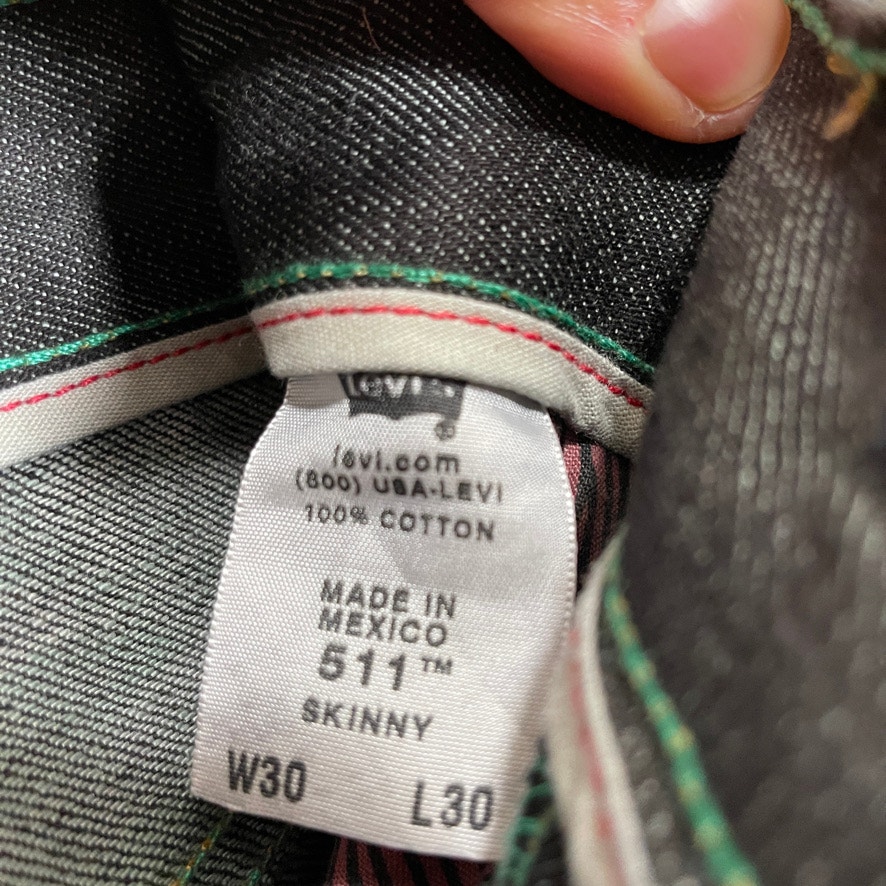 Levi's
®
levi.com
(800) USA-LEVI
100% COTTON
MADE IN
MEXICO
511™
SKINNY
W30 L30